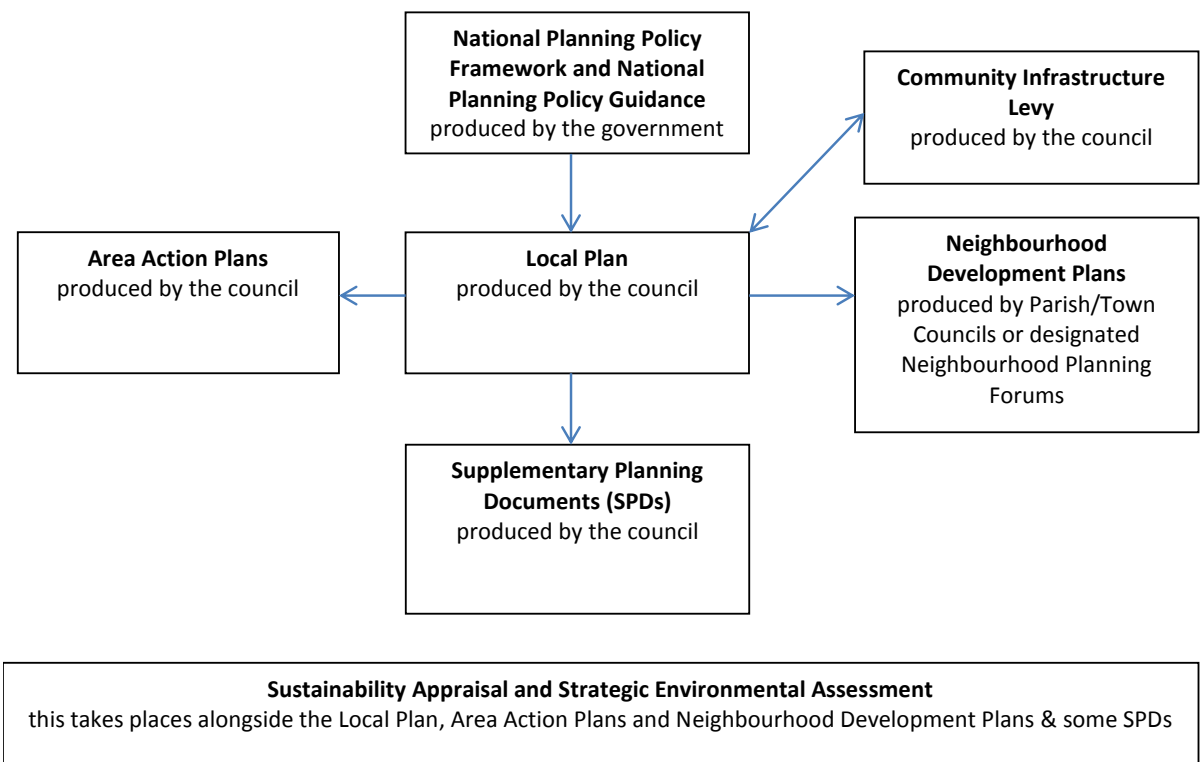 National Planning Policy
Framework and National
Planning Policy Guidance
produced by the government
Community Infrastructure
Levy
produced by the council
Area Action Plans
produced by the council
Local Plan
produced by the council
Neighbourhood
Development Plans
produced by Parish/Town
Councils or designated
Neighbourhood Planning
Forums
Supplementary Planning
Documents (SPDs)
produced by the council
Sustainability Appraisal and Strategic Environmental Assessment
this takes places alongside the Local Plan, Area Action Plans and Neighbourhood Development Plans & some SPDs